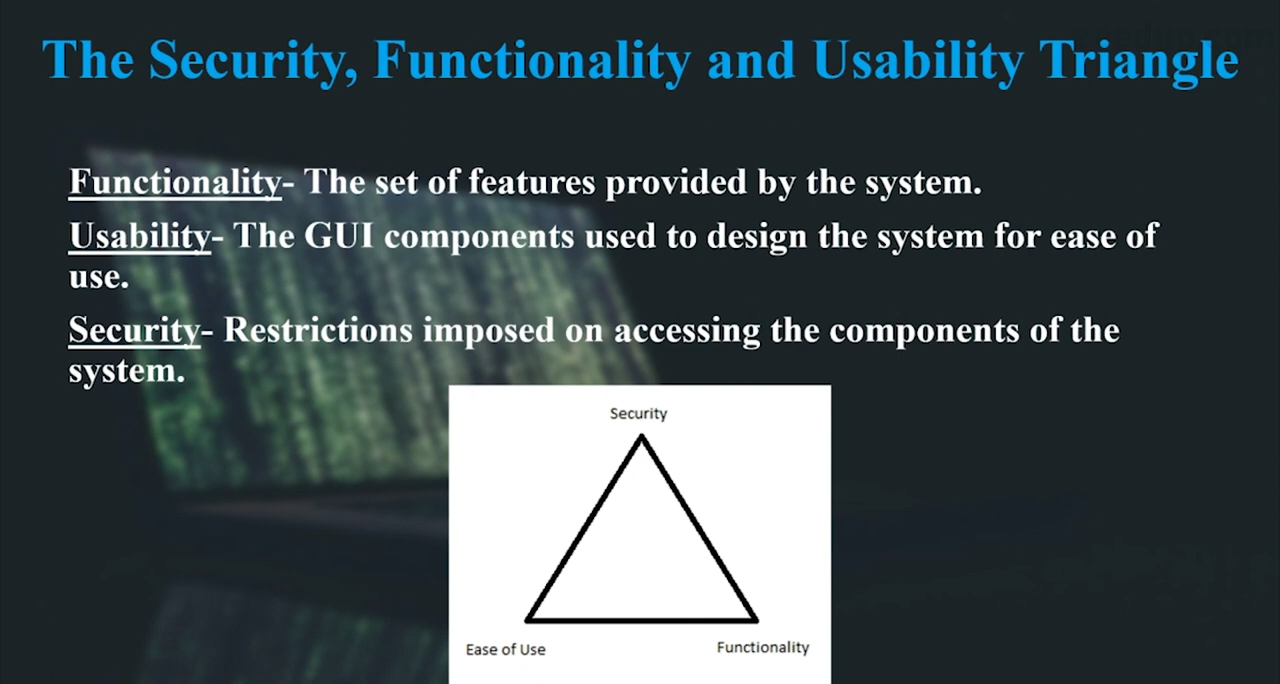 The Security, Functionality and Usability Triangle
Functionality- The set of features provided by the system.
Usability- The GUI components used to design the system for ease of
use.
Security- Restrictions imposed on accessing the components of the
system.
Security
Ease of Use
Functionality